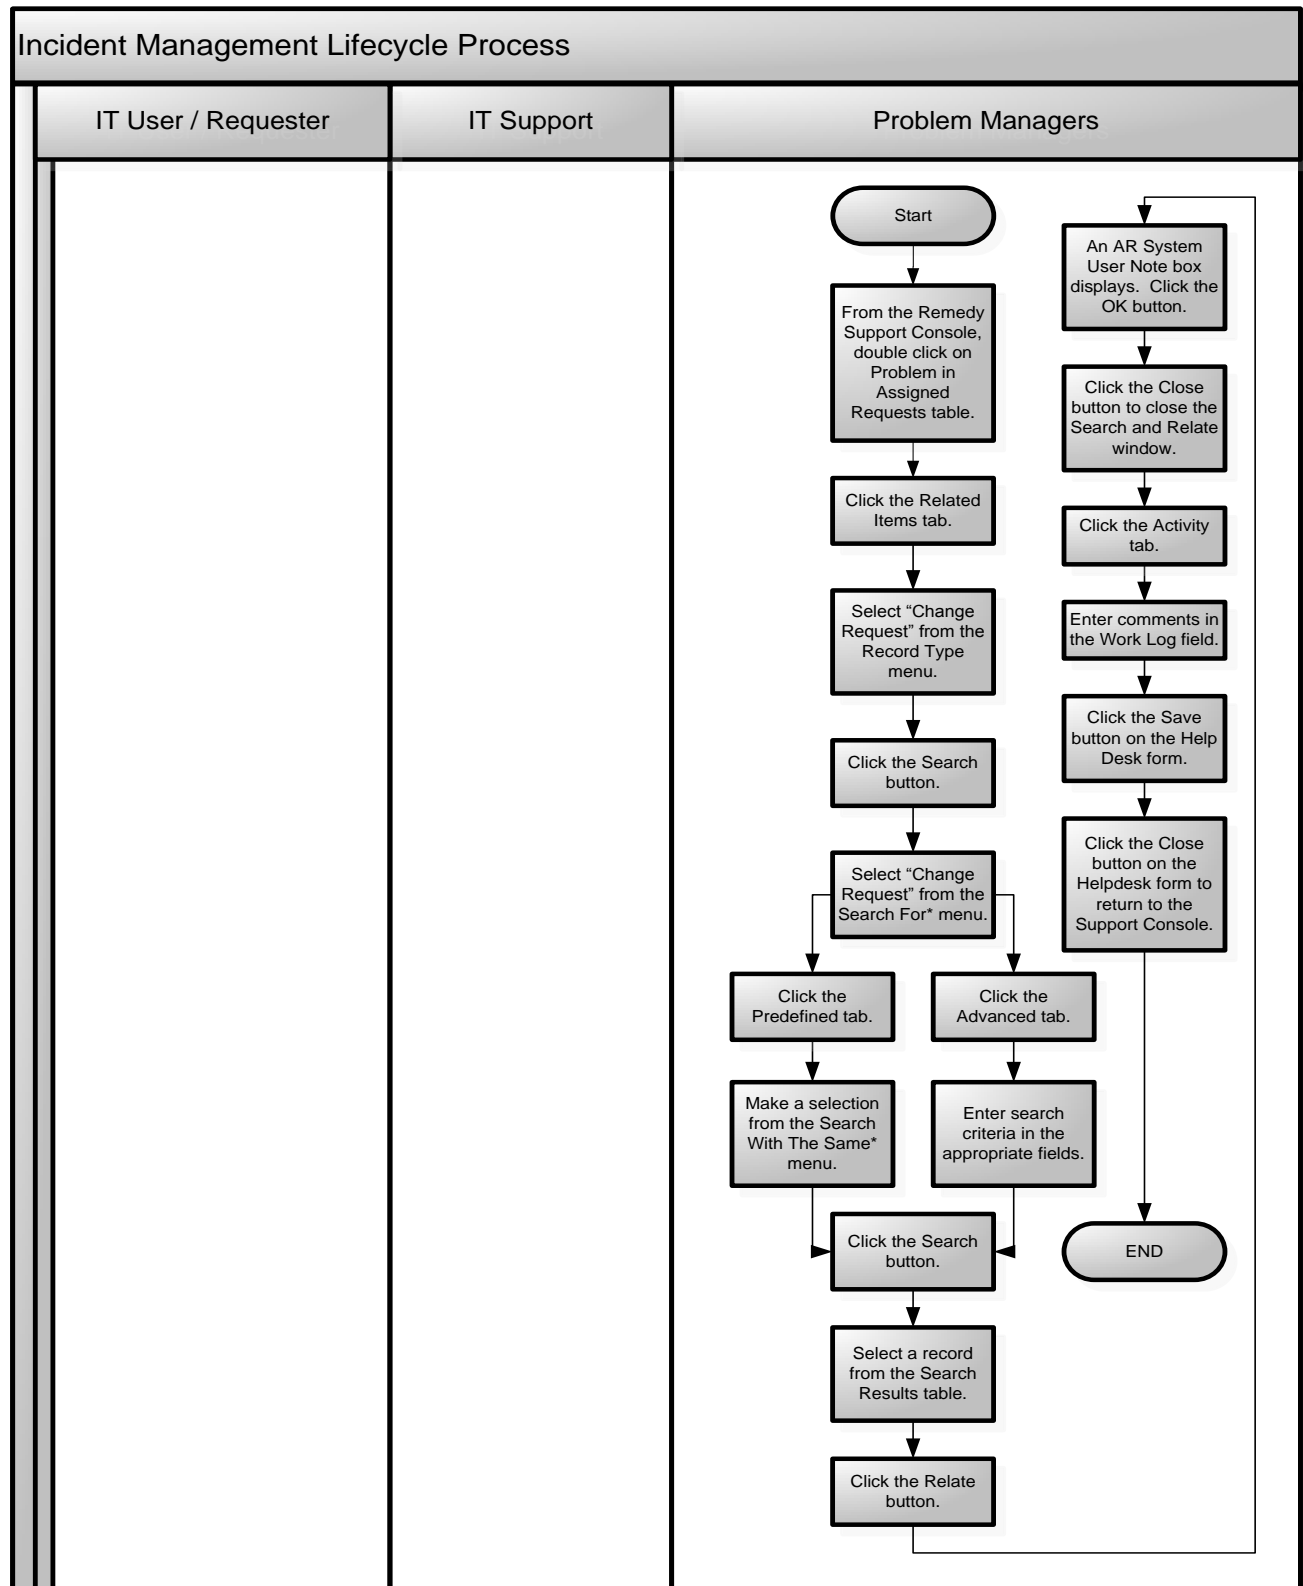 Incident Management Lifecycle Process
IT User / Requester
IT Support
Problem Managers
Start
From the Remedy
Support Console,
double click on
Problem in
Assigned
Requests table.
Click the Related
Items tab.
Select “Change
Request” from the
Record Type
menu.
Click the Search
button.
Select “Change
Request” from the
Search For* menu.
Click the
Predefined tab.
Click the
Advanced tab.
Make a selection
from the Search
With The Same*
menu.
Enter search
criteria in the
appropriate fields.
Click the Search
button.
Select a record
from the Search
Results table.
Click the Relate
button.
An AR System
User Note box
displays.  Click the
OK button.
Click the Close
button to close the
Search and Relate
window.
Click the Activity
tab.
Enter comments in
the Work Log field.
Click the Save
button on the Help
Desk form.
Click the Close
button on the
Helpdesk form to
return to the
Support Console.
END